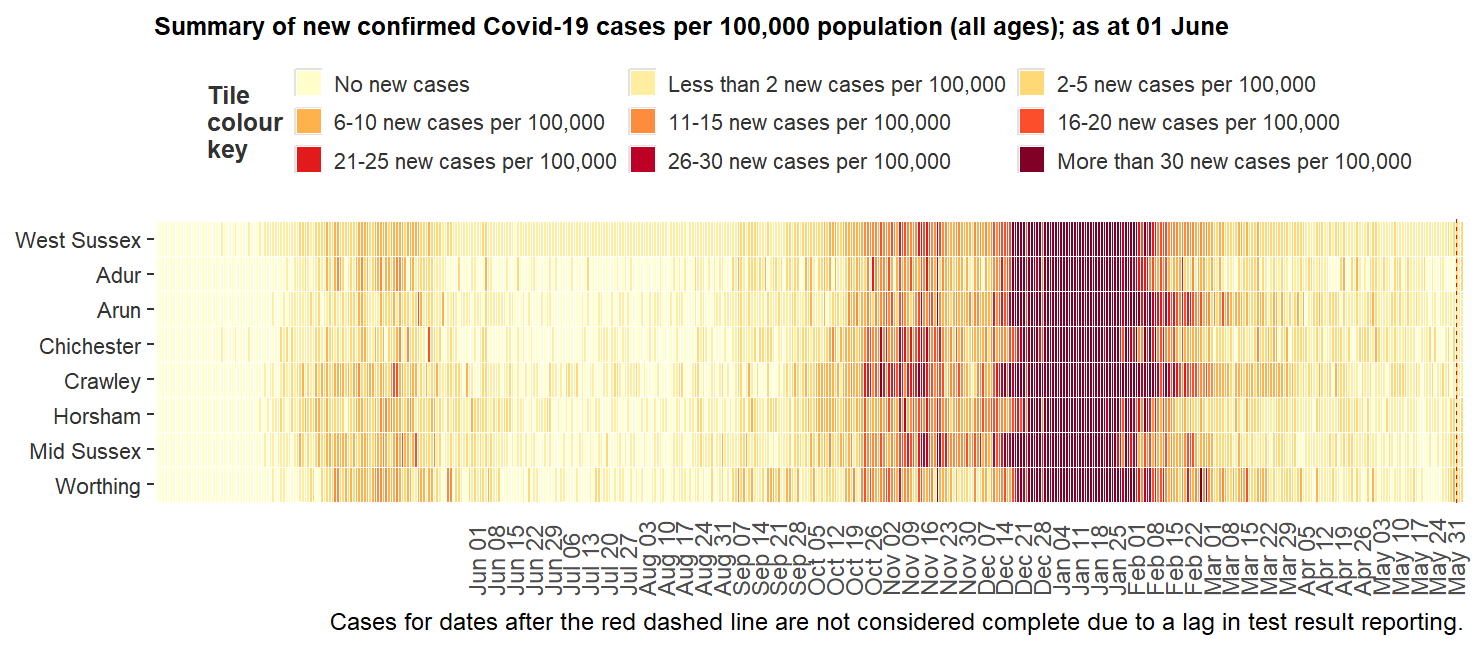 Summary of new confirmed Covid-19 cases per 100,000 population (all ages); as at 01 June
Tile colour key
No new cases
Less than 2 new cases per 100,000
2-5 new cases per 100,000
6-10 new cases per 100,000
11-15 new cases per 100,000
16-20 new cases per 100,000
21-25 new cases per 100,000
26-30 new cases per 100,000
More than 30 new cases per 100,000
West Sussex
Adur
Arun
Chichester
Crawley
Horsham
Mid Sussex
Worthing
Jun 01
Jun 08
Jun 15
Jun 22
Jun 29
Jul 06
Jul 13
Jul 20
Jul 27
Aug 03
Aug 10
Aug 17
Aug 24
Aug 31
Sep 07
Sep 14
Sep 21
Sep 28
Oct 05
Oct 12
Oct 19
Oct 26
Nov 02
Nov 09
Nov 16
Nov 23
Nov 30
Dec 07
Dec 14
Dec 21
Dec 28
Jan 04
Jan 11
Jan 18
Jan 25
Feb 01
Feb 08
Feb 15
Feb 22
Mar 01
Mar 08
Mar 15
Mar 22
Mar 29
Apr 05
Apr 12
Apr 19
Apr 26
May 03
May 10
May 17
May 24
May 31
Cases for dates after the red dashed line are not considered complete due to a lag in test result reporting.